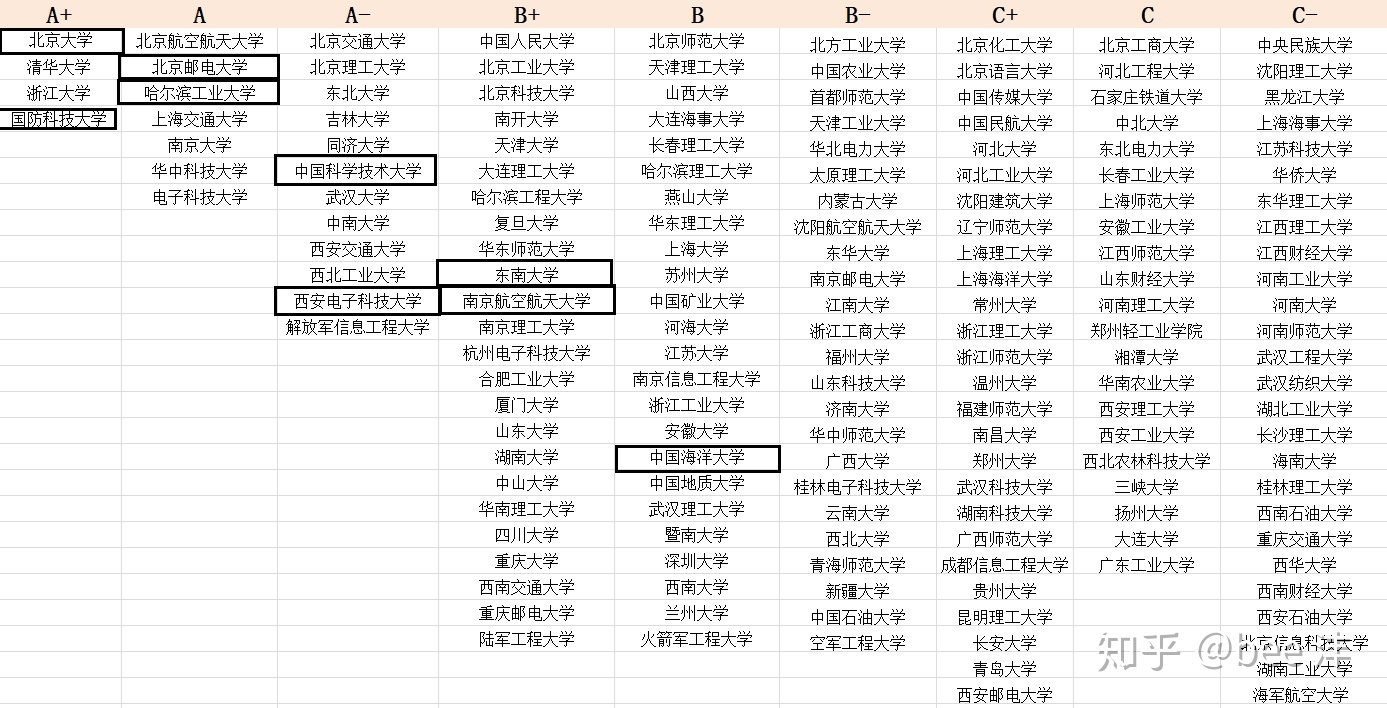 A+ A A- B+ B B- C+ C C-
北京大学 北京航空航天大学 北京交通大学 中国人民大学 北京师范大学 北方工业大学 北京化工大学 北京工商大学 中央民族大学
清华大学 北京邮电大学 北京理工大学 北京工业大学 天津理工大学 中国农业大学 北京语言大学 河北工程大学 沈阳理工大学
浙江大学 哈尔滨工业大学 东北大学 北京科技大学 山西大学 首都师范大学 中国传媒大学 石家庄铁道大学 黑龙江大学
国防科技大学 上海交通大学 吉林大学 南开大学 大连海事大学 天津工业大学 中国民航大学 中北大学 上海海事大学
南京大学 同济大学 天津大学 长春理工大学 华北电力大学 河北大学 东北电力大学 江苏科技大学
华中科技大学 中国科学技术大学 大连理工大学 哈尔滨理工大学 太原理工大学 河北工业大学 长春工业大学 华侨大学
电子科技大学 武汉大学 哈尔滨工程大学 燕山大学 内蒙古大学 沈阳建筑大学 上海师范大学 东华理工大学
中南大学 复旦大学 华东理工大学 沈阳航空航天大学 辽宁师范大学 安徽工业大学 江西理工大学
西安交通大学 华东师范大学 上海大学 东华大学 上海理工大学 江西师范大学 江西财经大学
西北工业大学 东南大学 苏州大学 南京邮电大学 上海海洋大学 山东财经大学 河南工业大学
西安电子科技大学 南京航空航天大学 中国矿业大学 江南大学 常州大学 河南理工大学 河南大学
解放军信息工程大学 南京理工大学 河海大学 浙江工商大学 浙江理工大学 郑州轻工业学院 河南师范大学
杭州电子科技大学 江苏大学 福州大学 浙江师范大学 湘潭大学 武汉工程大学
合肥工业大学 南京信息工程大学 山东科技大学 温州大学 华南农业大学 武汉纺织大学
厦门大学 浙江工业大学 济南大学 福建师范大学 西安理工大学 湖北工业大学
山东大学 安徽大学 华中师范大学 南昌大学 西安工业大学 长沙理工大学
湖南大学 中国海洋大学 广西大学 郑州大学 西北农林科技大学 海南大学
中山大学 中国地质大学 桂林电子科技大学 武汉科技大学 三峡大学 桂林理工大学
华南理工大学 武汉理工大学 云南大学 湖南科技大学 扬州大学 西南石油大学
四川大学 暨南大学 西北大学 广西师范大学 大连大学 重庆交通大学
重庆大学 深圳大学 青海师范大学 成都信息工程大学 广东工业大学 西华大学
西南交通大学 西南大学 新疆大学 贵州大学 西南财经大学
重庆邮电大学 兰州大学 中国石油大学 昆明理工大学 西安石油大学
陆军工程大学 火箭军工程大学 空军工程大学 长安大学 北京信息科技大学
青岛大学 湖南工业大学
西安邮电大学 海军航空大学
知乎